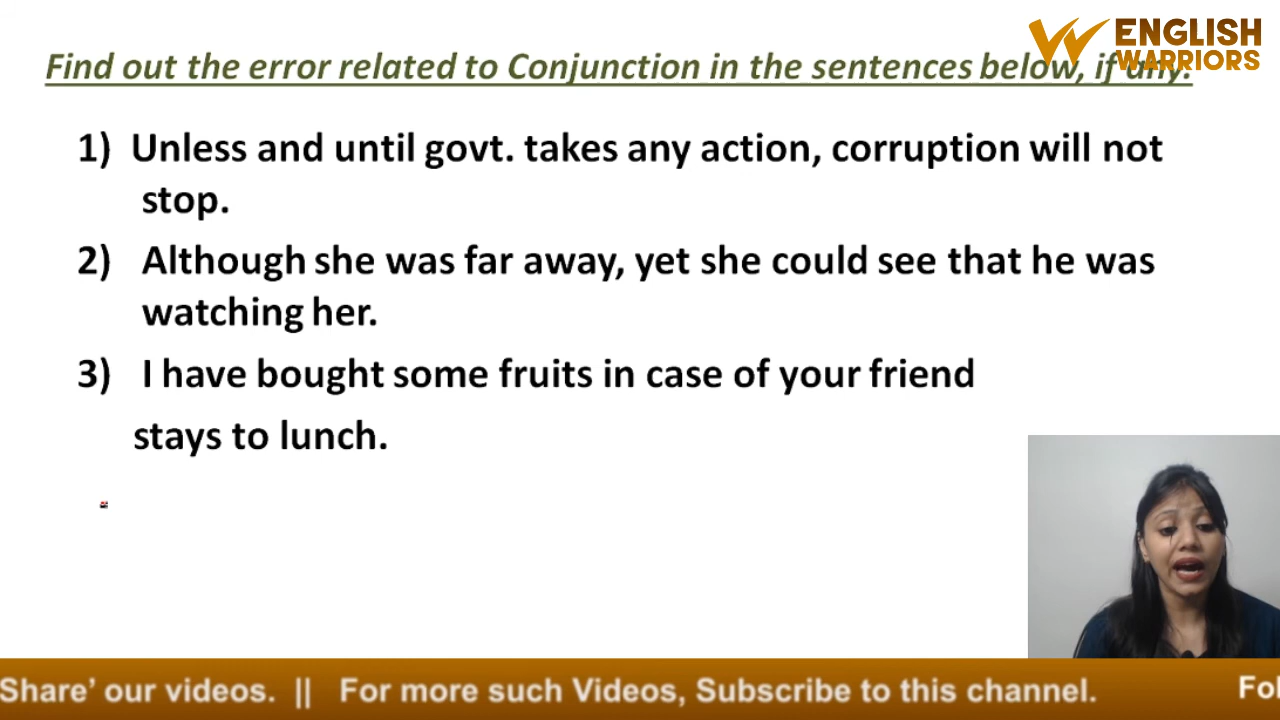 ENGLISH
WARRIORS
Find out the error related to Conjunction in the sentences below, if any.
1) Unless and until govt. takes any action, corruption will not
stop.
2) Although she was far away, yet she could see that he was
watching her.
3) I have bought some fruits in case of your friend
stays to lunch.
Share’ our videos. || For more such Videos, Subscribe to this channel. Fol